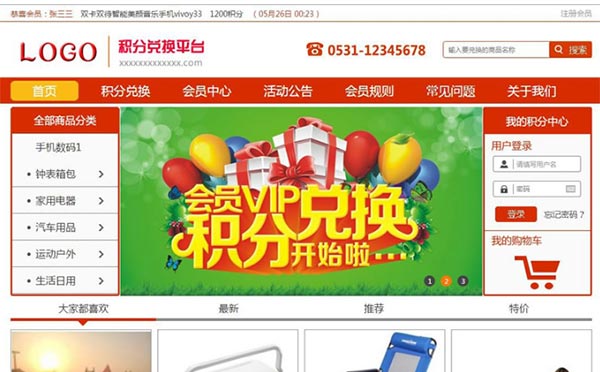 恭喜会员：张三三 双卡双待智能美颜音乐手机vivoy33 1200积分 （05月26日 00:23） 注册会员
LOGO 积分兑换平台
xxxxxxxxxxxxx.com
0531-12345678
输入要兑换的商品名称 搜索
首页 积分兑换 会员中心 活动公告 会员规则 常见问题 关于我们
全部商品分类
手机数码1
钟表箱包 >
家用电器 >
汽车用品 >
运动户外 >
生活日用 >
会员VIP兑换
积分开始啦...
1 2 3
我的积分中心
用户登录
请填写用户名
密码
登录 忘记密码？
我的购物车
大家都喜欢 最新 推荐 特价